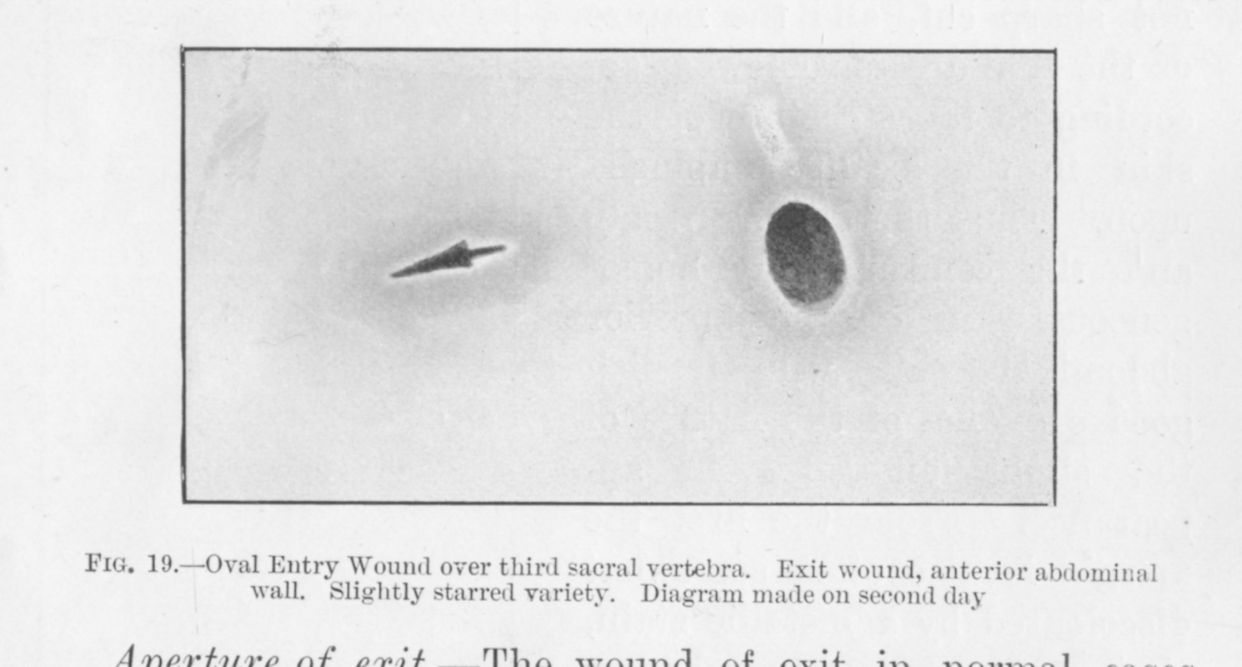 FIG. 19.—Oval Entry Wound over third sacral vertebra. Exit wound, anterior abdominal
wall. Slightly starred variety. Diagram made on second day
Aperture of exit.—The wound of exit in normal cases